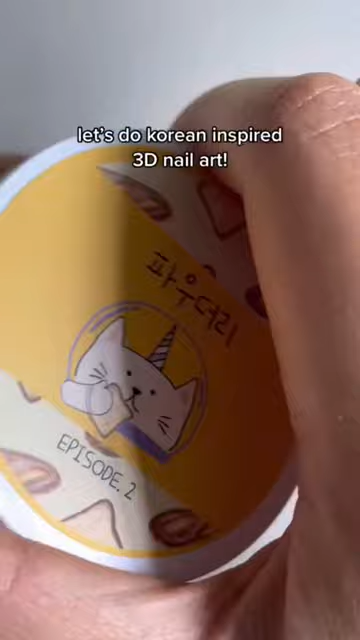 let's do korean inspired
3D nail art!
파우더리
EPISODE. 2